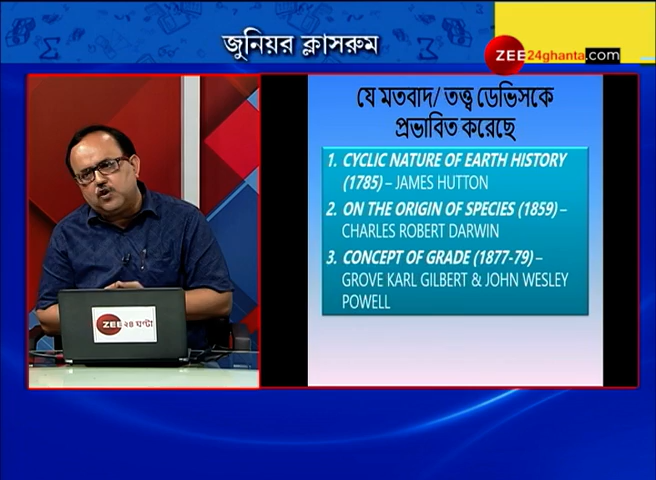 জুনিয়র ক্লাসরুম
ZEE24ghanta.com
যে মতবাদ/ তত্ত্ব ডেভিসকে
প্রভাবিত করেছে
1. CYCLIC NATURE OF EARTH HISTORY
(1785) – JAMES HUTTON
2. ON THE ORIGIN OF SPECIES (1859) –
CHARLES ROBERT DARWIN
3. CONCEPT OF GRADE (1877-79) –
GROVE KARL GILBERT & JOHN WESLEY
POWELL
ZEE ২৪ ঘণ্টা